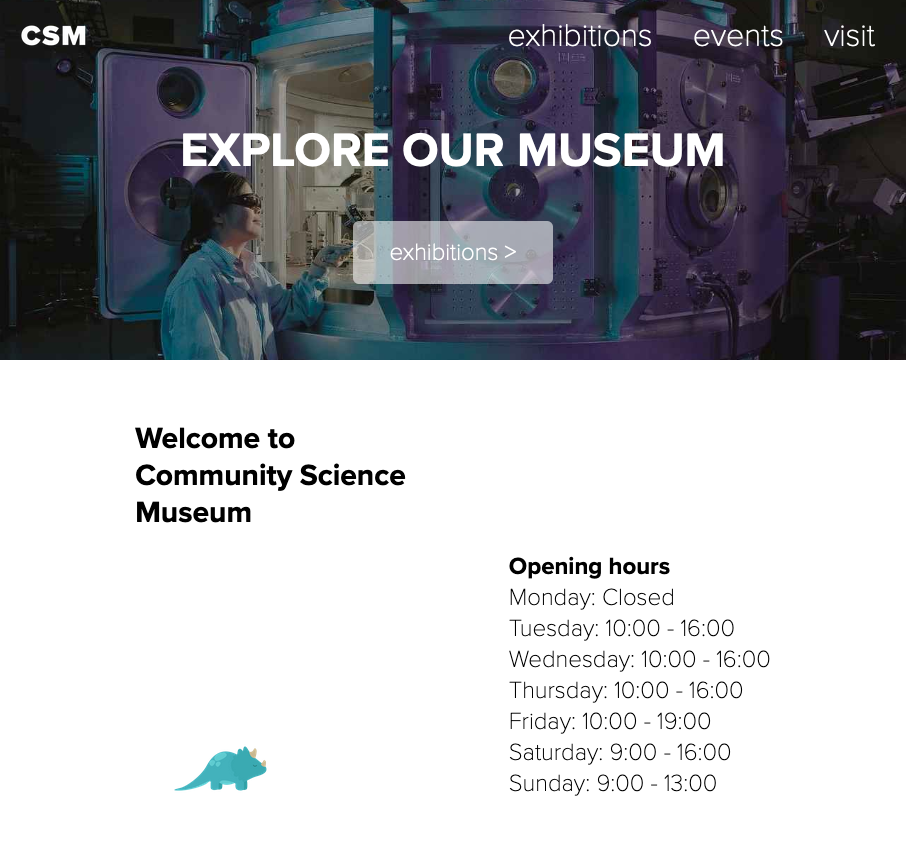 CSM
exhibitions events visit
EXPLORE OUR MUSEUM
exhibitions >
Welcome to
Community Science
Museum
Opening hours
Monday: Closed
Tuesday: 10:00 - 16:00
Wednesday: 10:00 - 16:00
Thursday: 10:00 - 16:00
Friday: 10:00 - 19:00
Saturday: 9:00 - 16:00
Sunday: 9:00 - 13:00